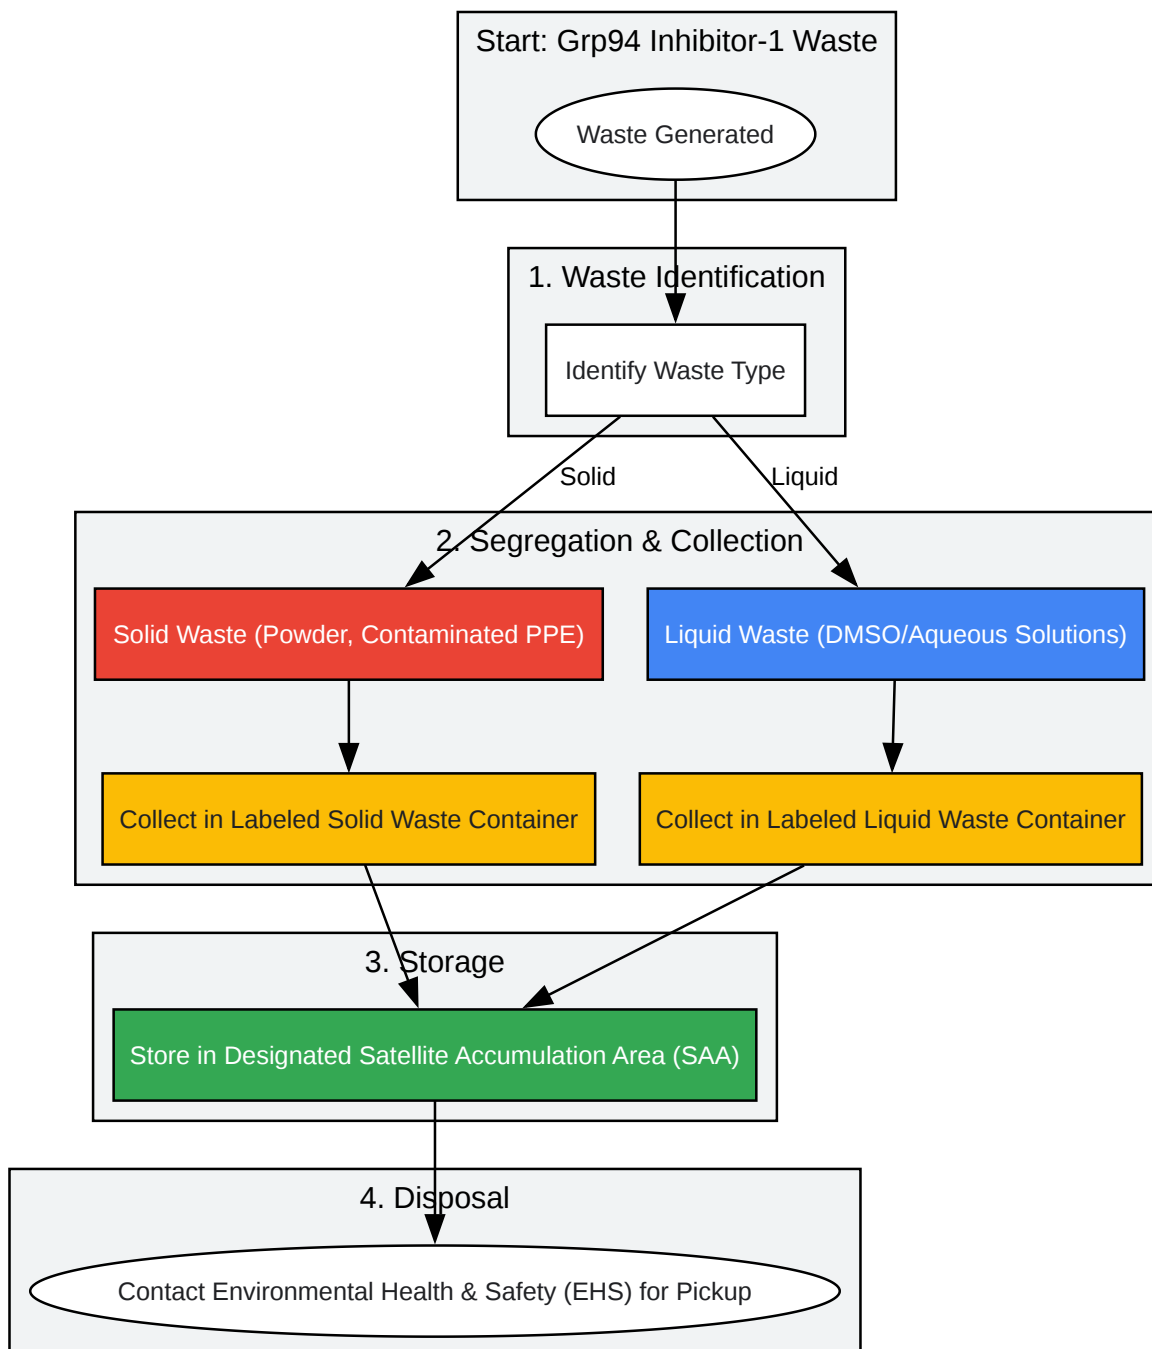 Start: Grp94 Inhibitor-1 Waste
Waste Generated
1. Waste Identification
Identify Waste Type
Solid
Liquid
2. Segregation & Collection
Solid Waste (Powder, Contaminated PPE)
Liquid Waste (DMSO/Aqueous Solutions)
Collect in Labeled Solid Waste Container
Collect in Labeled Liquid Waste Container
3. Storage
Store in Designated Satellite Accumulation Area (SAA)
4. Disposal
Contact Environmental Health & Safety (EHS) for Pickup